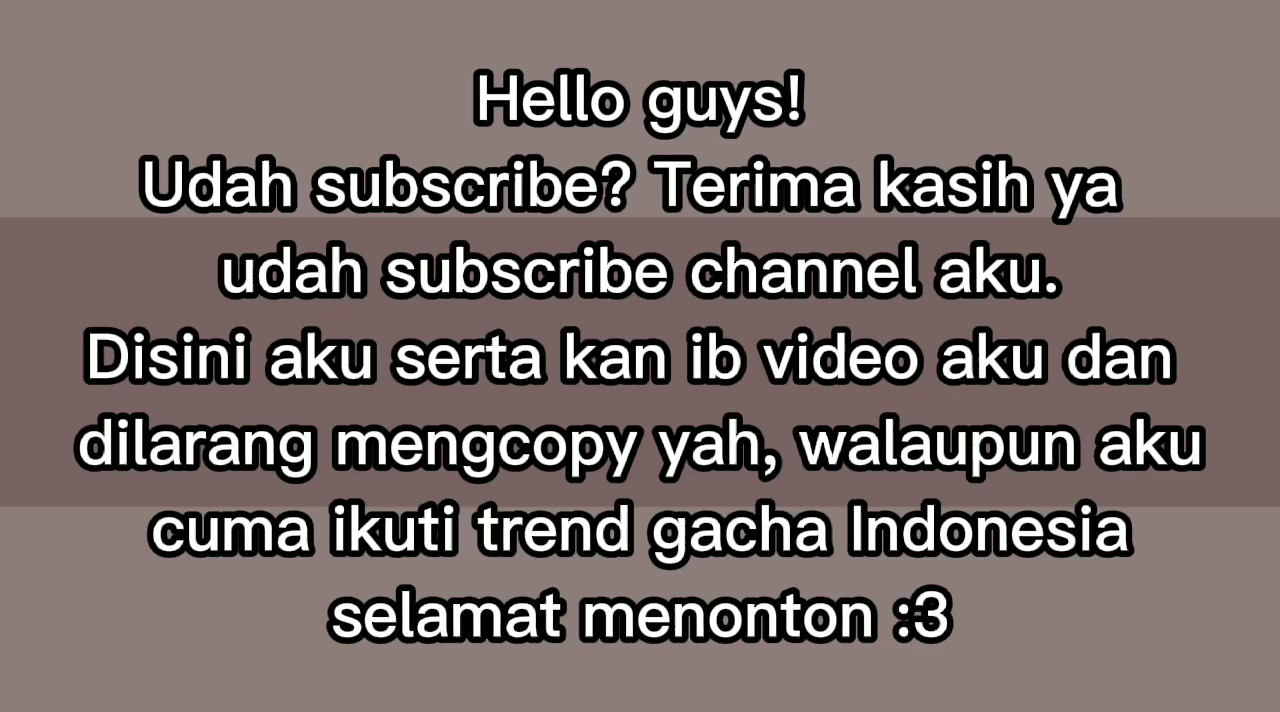 Hello guys!
Udah subscribe? Terima kasih ya
udah subscribe channel aku.
Disini aku serta kan ib video aku dan
dilarang mengcopy yah, walaupun aku
cuma ikuti trend gacha Indonesia
selamat menonton :3